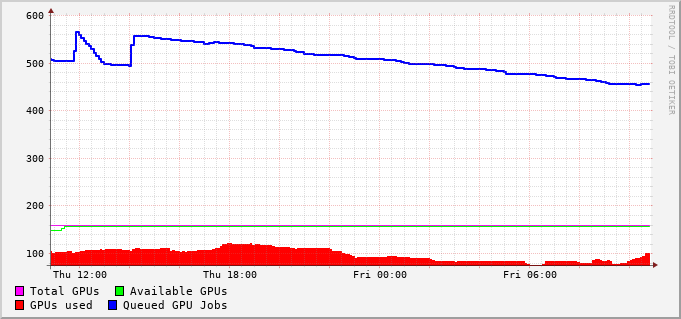 600
500
400
300
200
100
Thu 12:00 Thu 18:00 Fri 00:00 Fri 06:00
Total GPUs Available GPUs
GPUs used Queued GPU Jobs
RRDTOOL / TOBI OETIKER